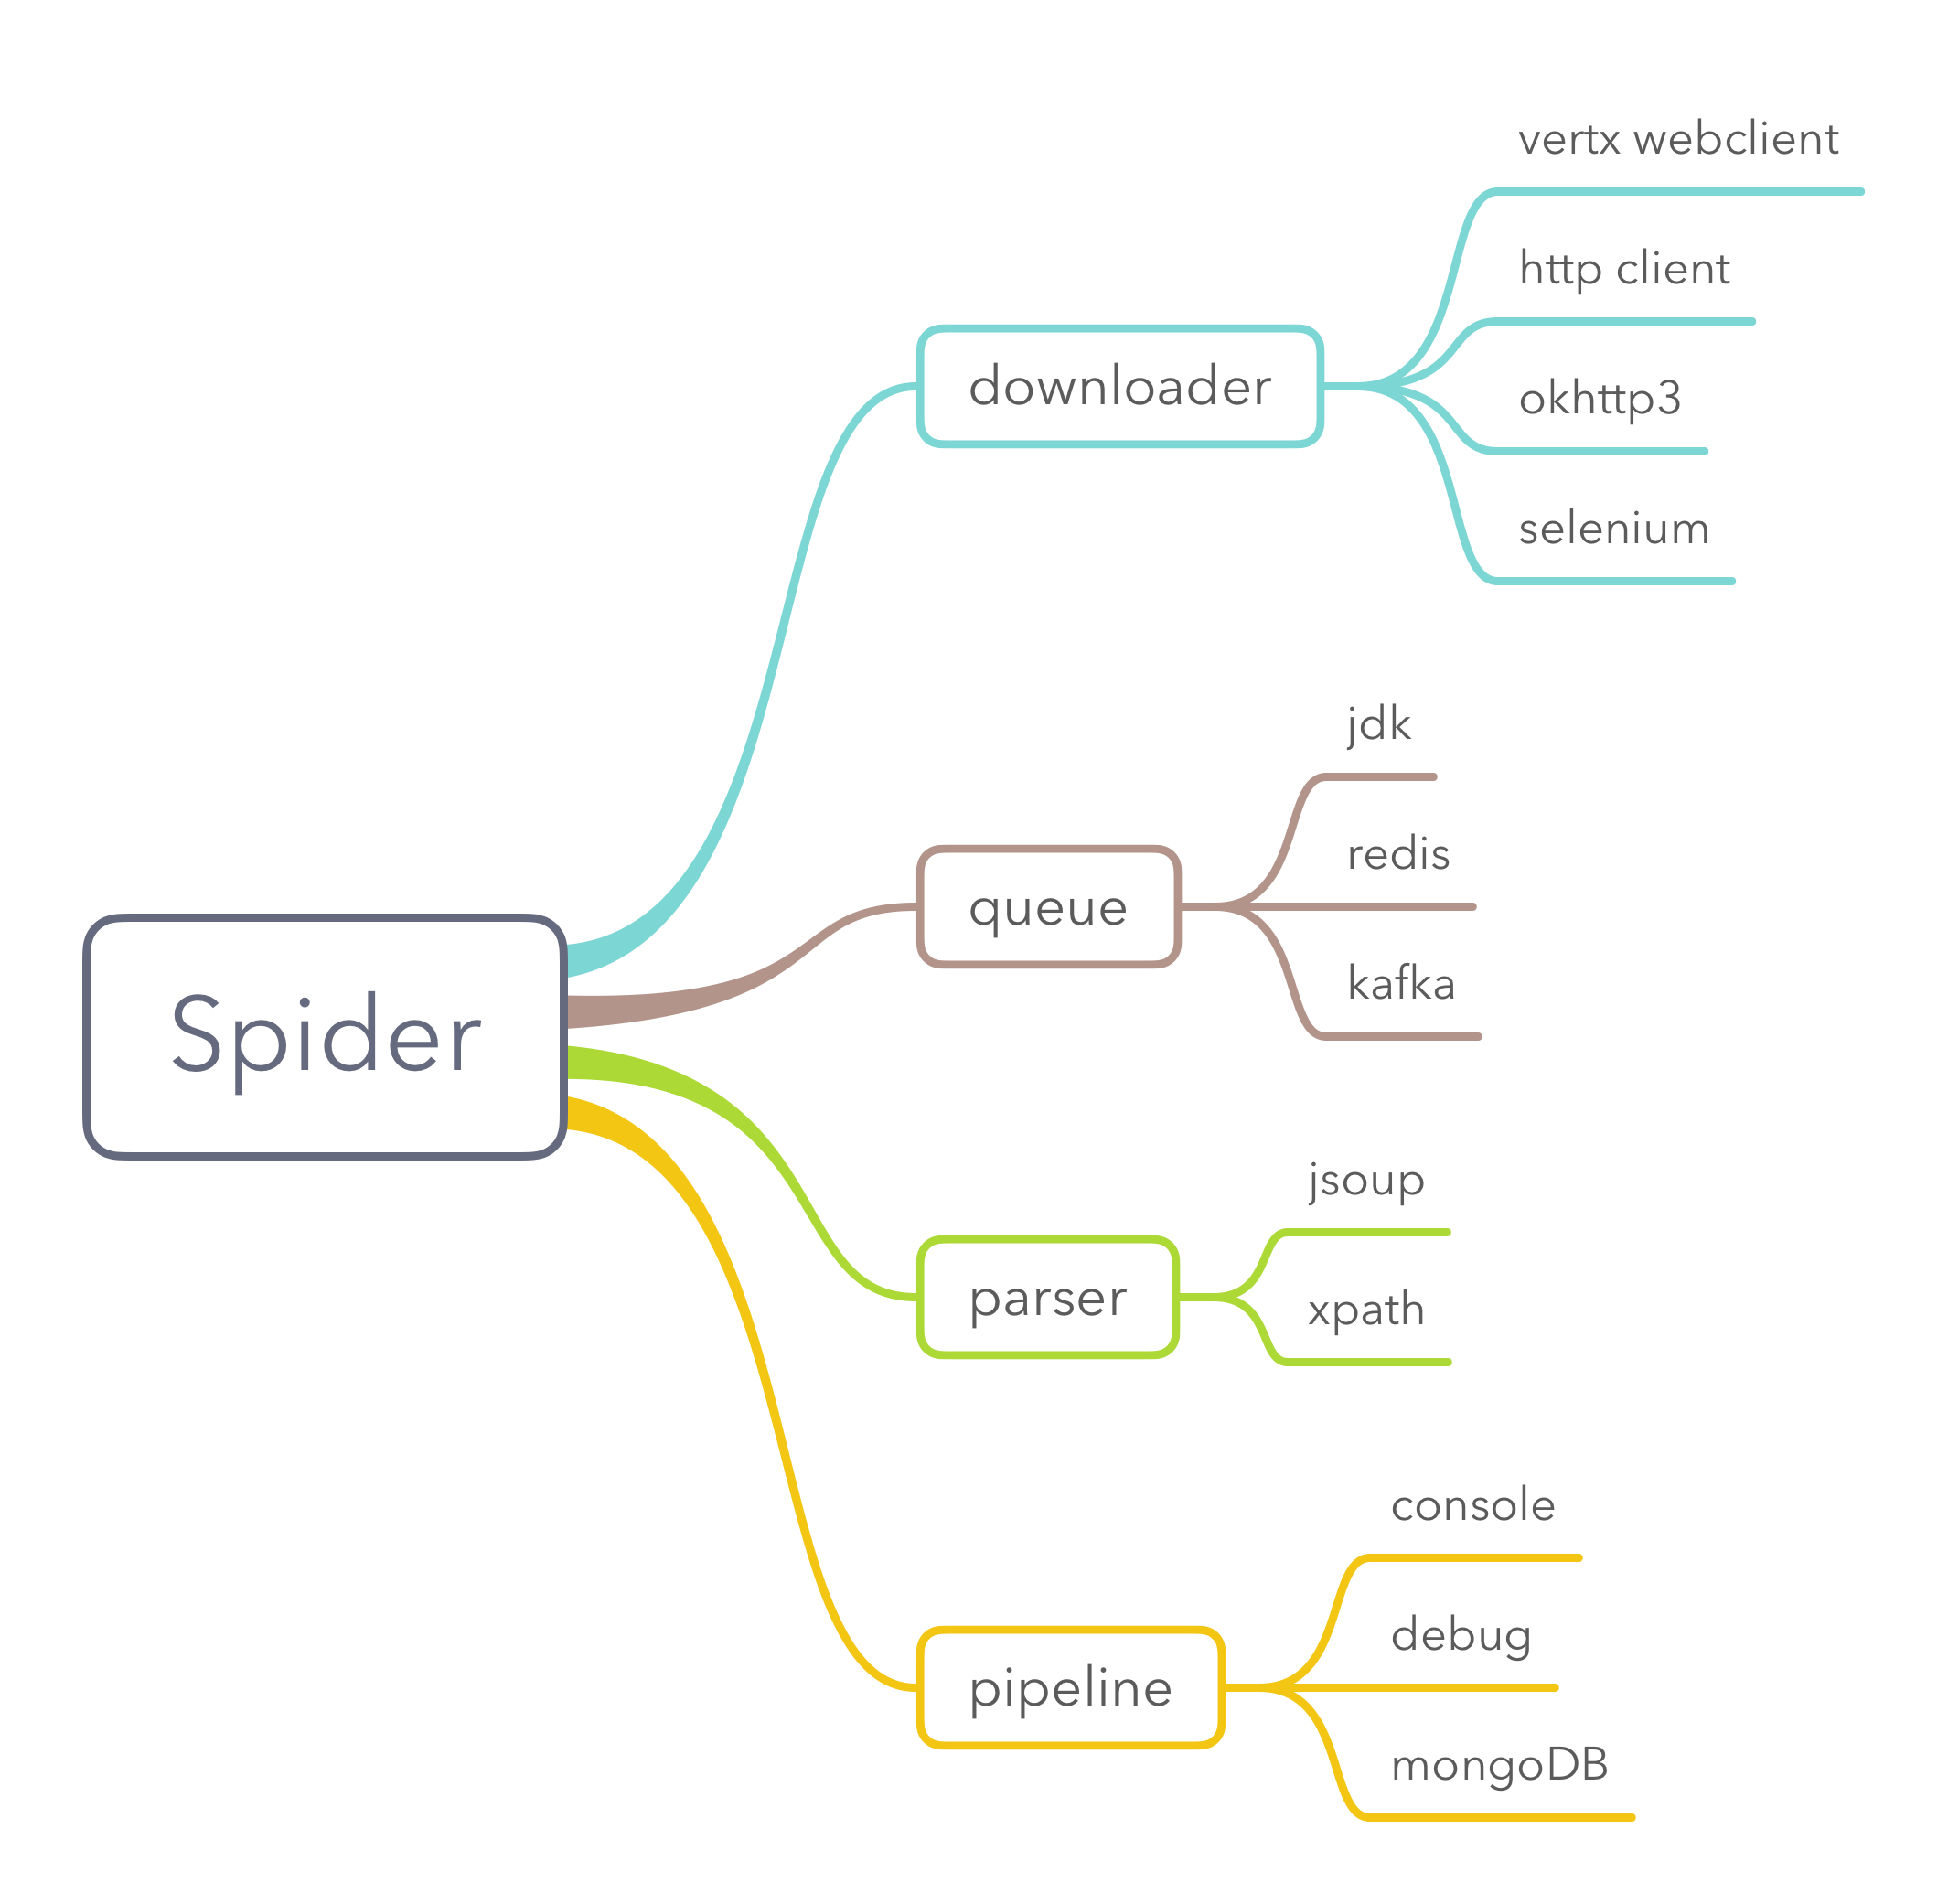 Spider
downloader
vertx webclient
http client
okhttp3
selenium
queue
jdk
redis
kafka
parser
jsoup
xpath
pipeline
console
debug
mongoDB